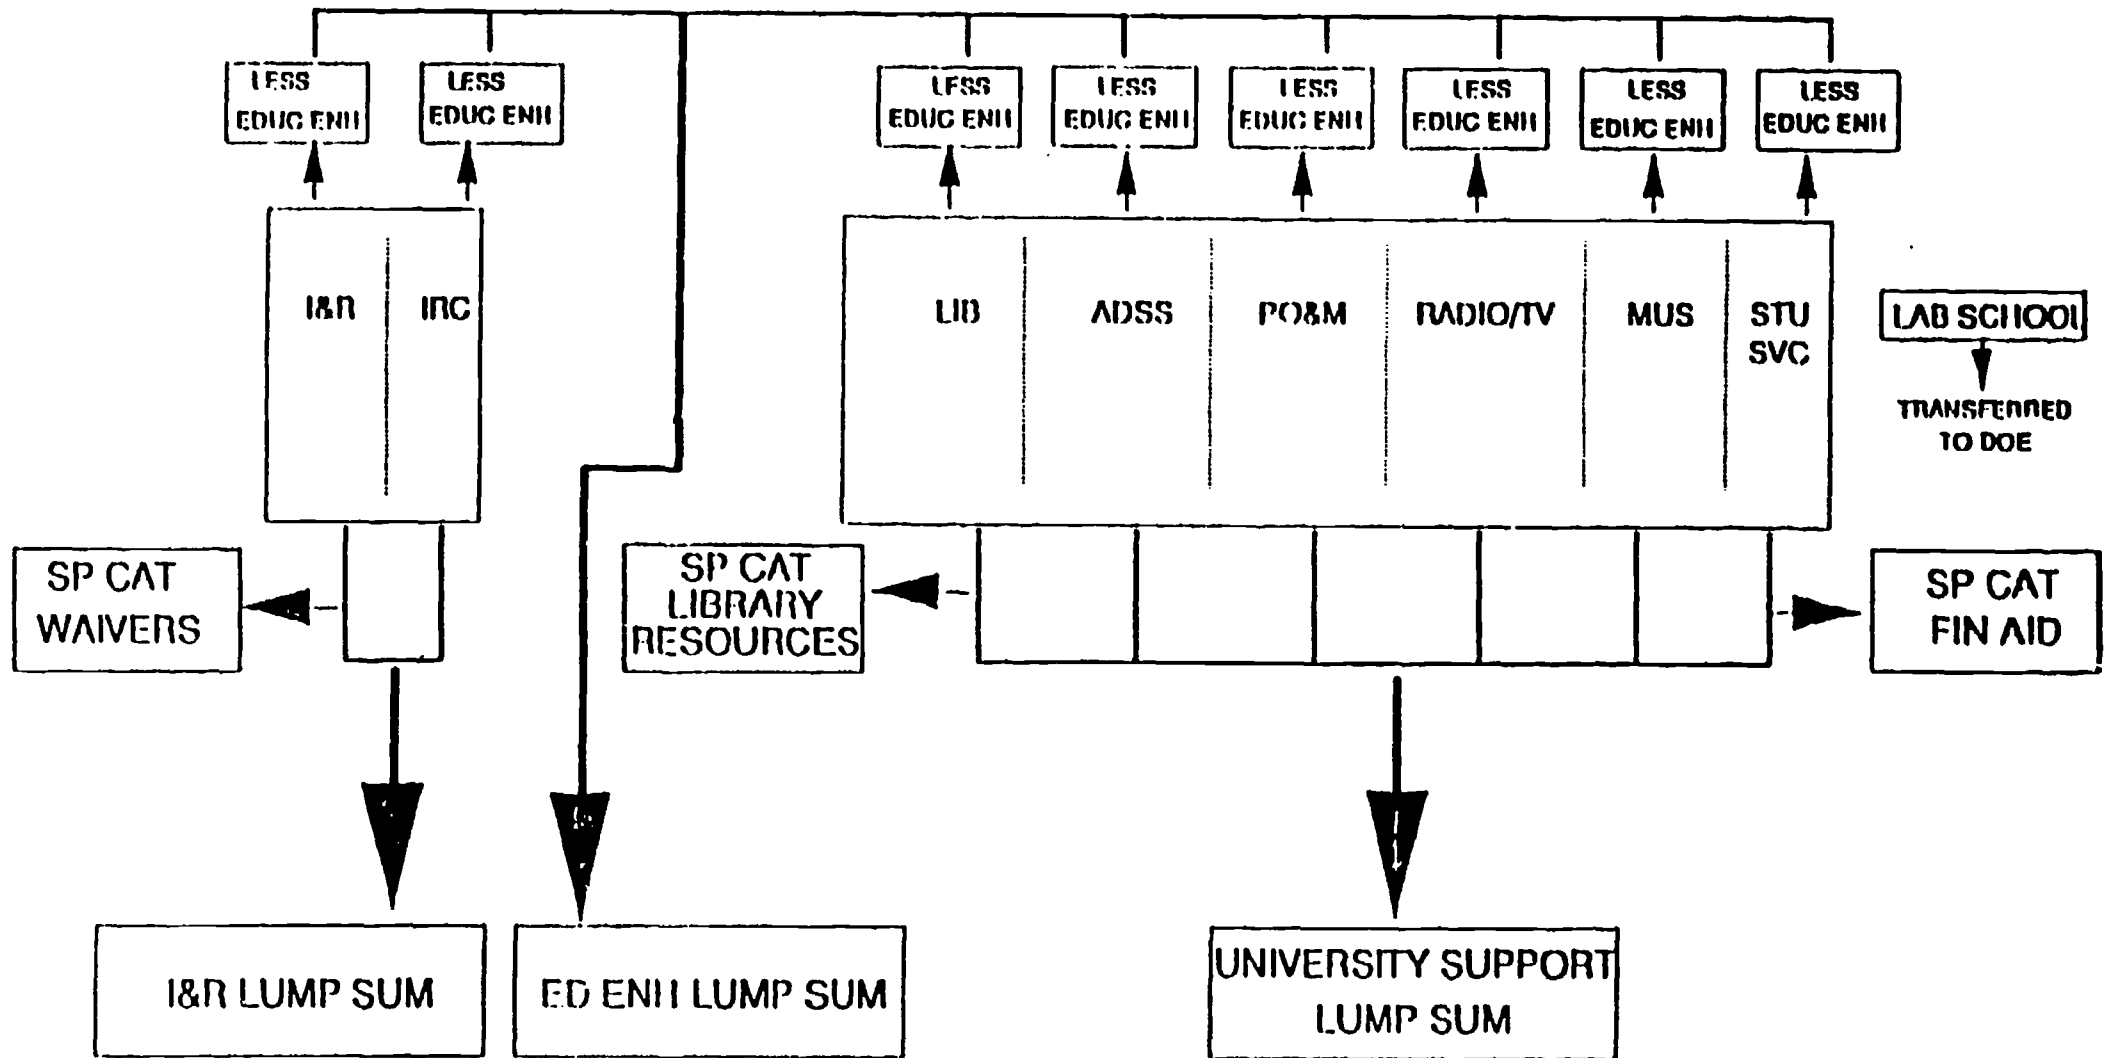 LESS
EDUC ENH
LESS
EDUC ENH
LESS
EDUC ENH
LESS
EDUC ENH
LESS
EDUC ENH
LESS
EDUC ENH
LESS
EDUC ENH
LESS
EDUC ENH
I&R
IRC
LIB
ADSS
PO&M
RADIO/TV
MUS
STU
SVC
LAB SCHOOL
TRANSFERRED
TO DOE
SP CAT
WAIVERS
SP CAT
LIBRARY
RESOURCES
SP CAT
FIN AID
I&R LUMP SUM
ED ENH LUMP SUM
UNIVERSITY SUPPORT
LUMP SUM